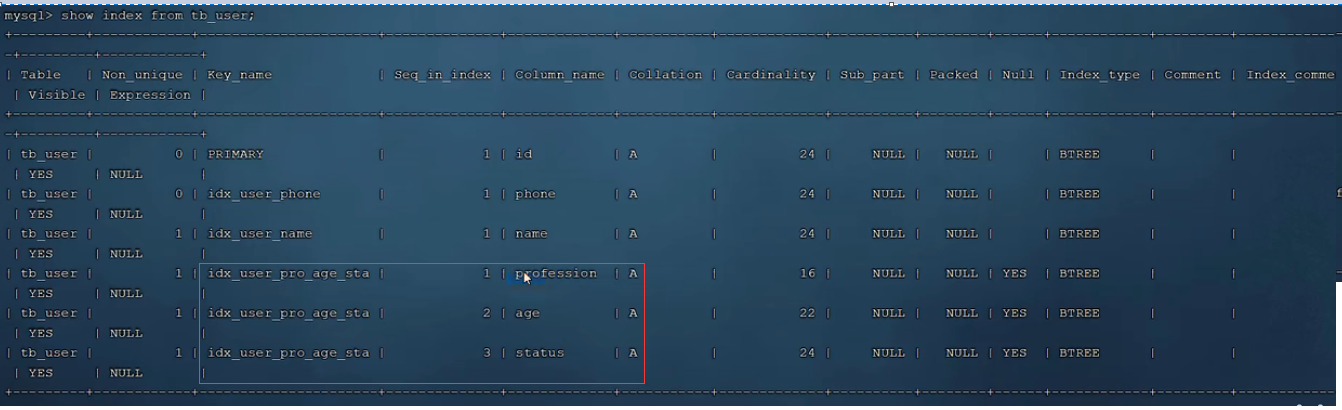 mysql> show index from tb_user;
+---------+------------+---------------------+--------------+-------------+-----------+-------------+----------+--------+------+------------+---------+------------
-+---------+------------+
| Table | Non_unique | Key_name | Seq_in_index | Column_name | Collation | Cardinality | Sub_part | Packed | Null | Index_type | Comment | Index_comme
| Visible | Expression |
+---------+------------+---------------------+--------------+-------------+-----------+-------------+----------+--------+------+------------+---------+------------
-+---------+------------+
| tb_user | 0 | PRIMARY | 1 | id | A | 24 | NULL | NULL | | BTREE | |
| YES | NULL |
| tb_user | 0 | idx_user_phone | 1 | phone | A | 24 | NULL | NULL | | BTREE | |
| YES | NULL |
| tb_user | 1 | idx_user_name | 1 | name | A | 24 | NULL | NULL | | BTREE | |
| YES | NULL |
| tb_user | 1 | idx_user_pro_age_sta | 1 | profession | A | 16 | NULL | NULL | YES | BTREE | |
| YES | NULL |
| tb_user | 1 | idx_user_pro_age_sta | 2 | age | A | 22 | NULL | NULL | YES | BTREE | |
| YES | NULL |
| tb_user | 1 | idx_user_pro_age_sta | 3 | status | A | 24 | NULL | NULL | YES | BTREE | |
| YES | NULL |
+---------+------------+---------------------+--------------+-------------+-----------+-------------+----------+--------+------+------------+---------+------------